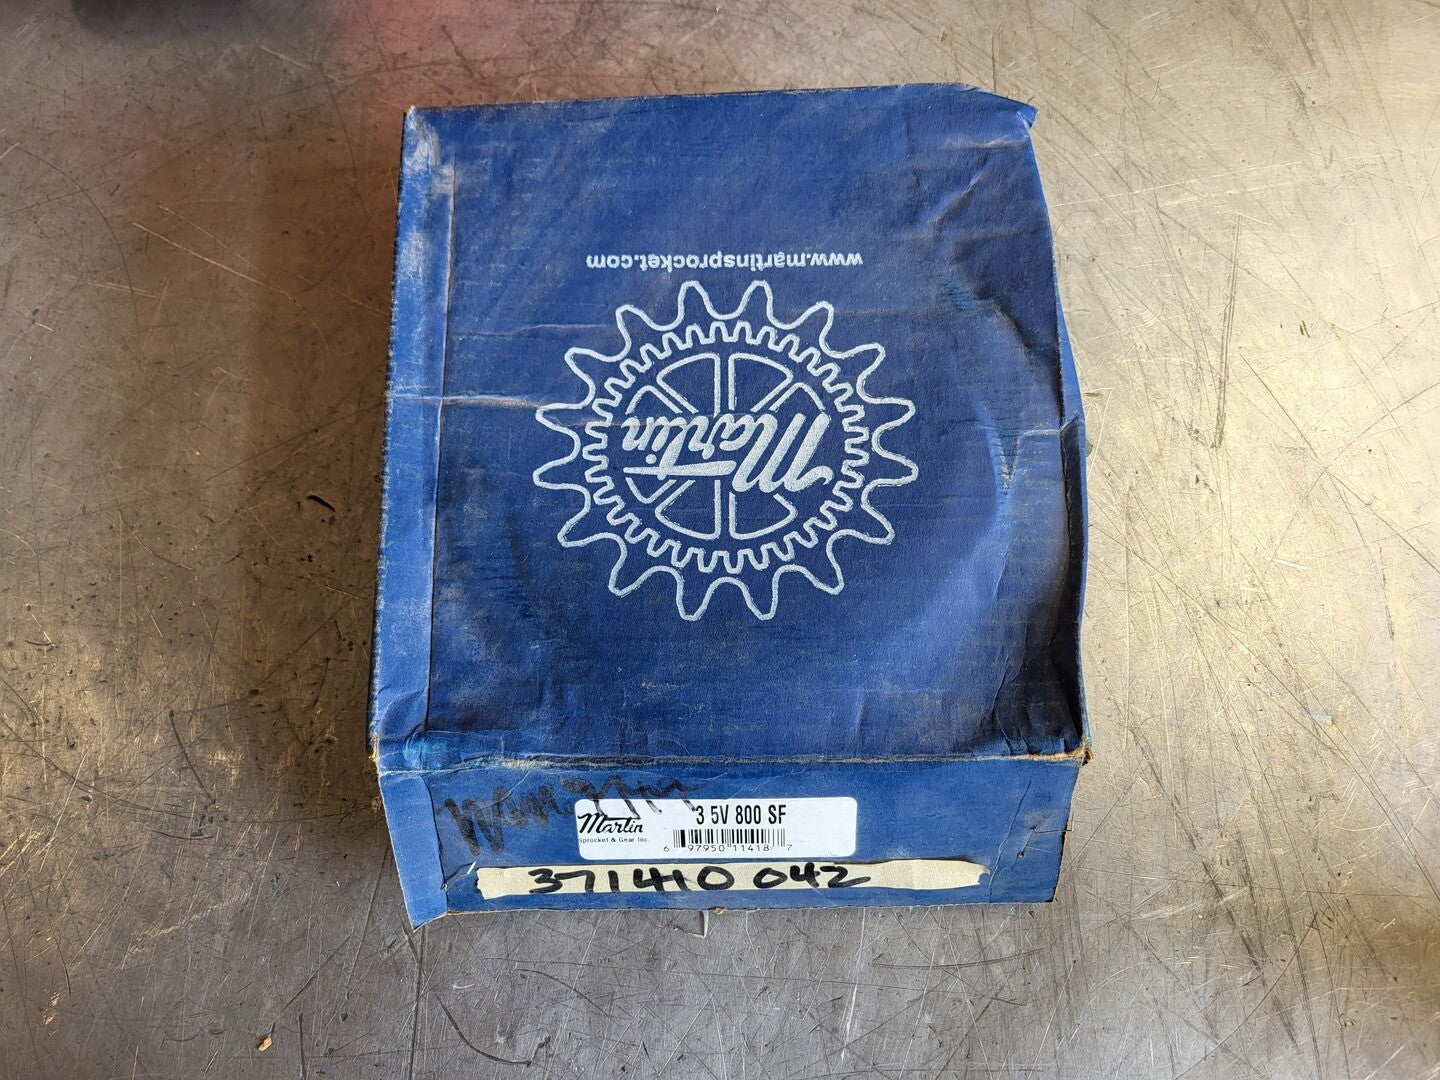 www.martinsprocket.com
Martin
Martin
3 5V 800 SF
Sprocket & Gear Inc.
6 97950 11418 7
371410 042